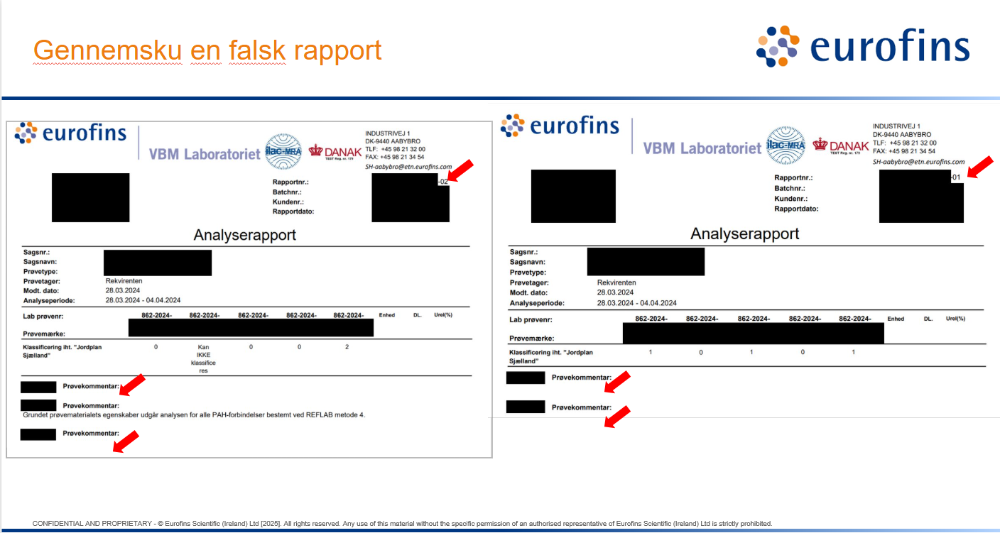 Gennemsku en falsk rapport
eurofins
eurofins
VBM Laboratoriet
ilac-MRA
DANAK
TEST Reg. nr. 179
INDUSTRIVEJ 1
DK-9440 AABYBRO
TLF: +45 98 21 32 00
FAX: +45 98 21 34 54
SH-aabybro@etn.eurofins.com
Rapportnr.: -02
Batchnr.:
Kundenr.:
Rapportdato:
Analyserapport
Sagsnr.:
Sagsnavn:
Prøvetype:
Prøvetager: Rekvirenten
Modt. dato: 28.03.2024
Analyseperiode: 28.03.2024 - 04.04.2024
Lab prøvenr: 862-2024- 862-2024- 862-2024- 862-2024- 862-2024- Enhed DL. Urel(%)
Prøvemærke:
Klassificering iht. "Jordplan 0 Kan 0 0 2
Sjælland" IKKE
klassifice
res
Prøvekommentar:
Prøvekommentar:
Grundet prøvematerialets egenskaber udgår analysen for alle PAH-forbindelser bestemt ved REFLAB metode 4.
Prøvekommentar:
eurofins
VBM Laboratoriet
ilac-MRA
DANAK
TEST Reg. nr. 179
INDUSTRIVEJ 1
DK-9440 AABYBRO
TLF: +45 98 21 32 00
FAX: +45 98 21 34 54
SH-aabybro@etn.eurofins.com
Rapportnr.: -01
Batchnr.:
Kundenr.:
Rapportdato:
Analyserapport
Sagsnr.:
Sagsnavn:
Prøvetype:
Prøvetager: Rekvirenten
Modt. dato: 28.03.2024
Analyseperiode: 28.03.2024 - 04.04.2024
Lab prøvenr: 862-2024- 862-2024- 862-2024- 862-2024- 862-2024- Enhed DL. Urel(%)
Prøvemærke:
Klassificering iht. "Jordplan 1 0 1 0 1
Sjælland"
Prøvekommentar:
Prøvekommentar:
CONFIDENTIAL AND PROPRIETARY - © Eurofins Scientific (Ireland) Ltd [2025]. All rights reserved. Any use of this material without the specific permission of an authorised representative of Eurofins Scientific (Ireland) Ltd is strictly prohibited.